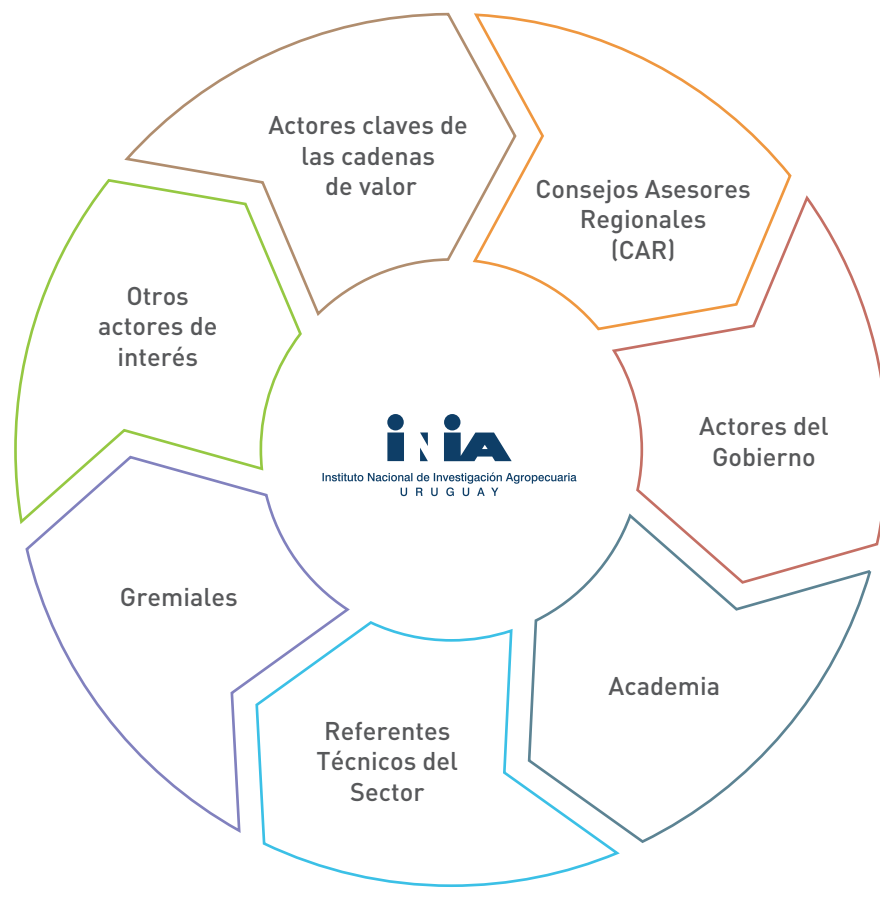 Actores claves de
las cadenas
de valor
Consejos Asesores
Regionales
(CAR)
Actores del
Gobierno
Academia
Referentes
Técnicos del
Sector
Gremiales
Otros
actores de
interés
INIA
Instituto Nacional de Investigación Agropecuaria
URUGUAY